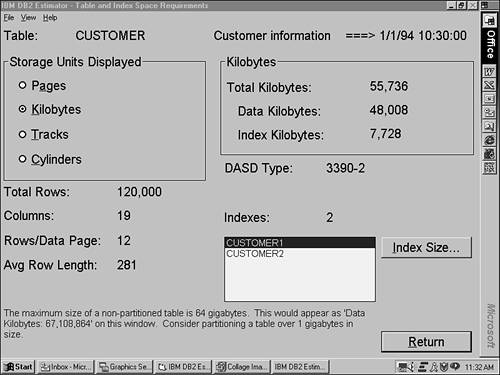 IBM DB2 Estimator - Table and Index Space Requirements
File View Help
Table: CUSTOMER Customer information ===> 1/1/94 10:30:00
Storage Units Displayed
Pages
Kilobytes
Tracks
Cylinders
Kilobytes
Total Kilobytes: 55,736
Data Kilobytes: 48,008
Index Kilobytes: 7,728
DASD Type: 3390-2
Total Rows: 120,000
Columns: 19
Rows/Data Page: 12
Avg Row Length: 281
Indexes: 2
CUSTOMER1
CUSTOMER2
Index Size...
The maximum size of a non-partitioned table is 64 gigabytes. This would appear as 'Data
Kilobytes: 67,108,864' on this window. Consider partitioning a table over 1 gigabytes in
size.
Return
Office
Microsoft
Start
Inbox - Micr...
Graphics Se...
IBM DB2 Es...
Collage Ima...
IBM DB2 Estim...
11:32 AM